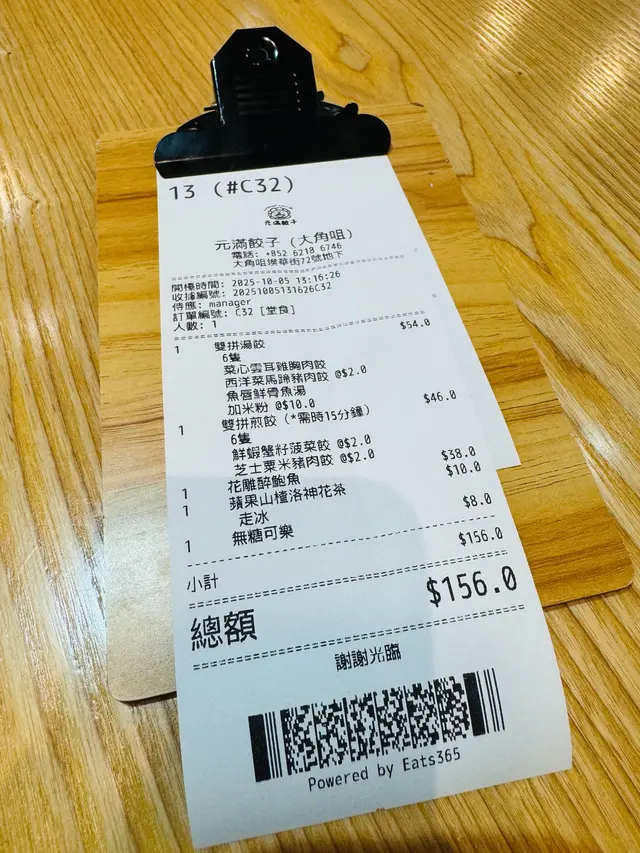 13 (#C32)
元滿餃子
元滿餃子 (大角咀)
電話: +852 6218 6746
大角咀埃華街72號地下
開檯時間: 2025-10-05 13:16:26
收據編號: 20251005131626C32
侍應: manager
訂單編號: C32 [堂食]
人數: 1
1 雙拼湯餃 $54.0
6隻
菜心雲耳雞胸肉餃
西洋菜馬蹄豬肉餃 @$2.0
魚唇鮮骨魚湯
加米粉 @$10.0
1 雙拼煎餃 (*需時15分鐘) $46.0
6隻
鮮蝦蟹籽菠菜餃 @$2.0
芝士粟米豬肉餃 @$2.0
1 花雕醉鮑魚 $38.0
1 蘋果山楂洛神花茶 $10.0
走冰
1 無糖可樂 $8.0
小計 $156.0
總額 $156.0
謝謝光臨
Powered by Eats365